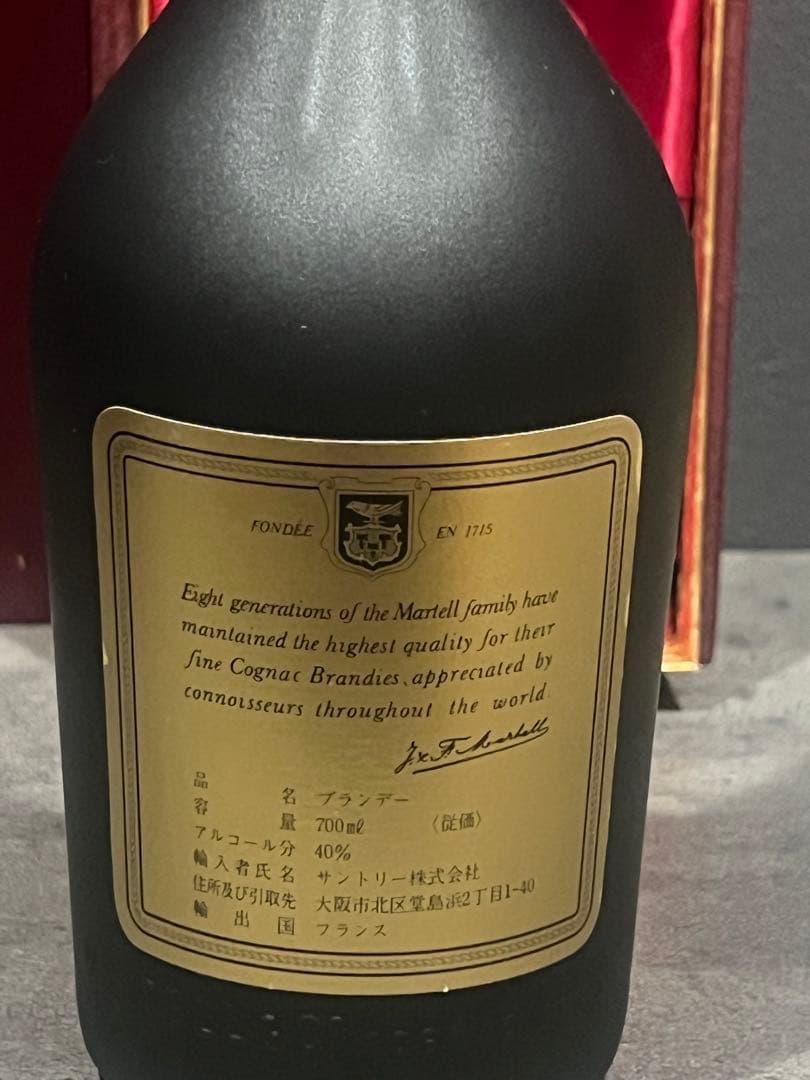 FONDÉE EN 1715
Eight generations of the Martell family have
maintained the highest quality for their
fine Cognac Brandies, appreciated by
connoisseurs throughout the world.
J. & F. Martell
品名 ブランデー
容量 700㎖ 〈従価〉
アルコール分 40%
輸入者氏名 サントリー株式会社
住所及び引取先 大阪市北区堂島浜2丁目1-40
輸出国 フランス